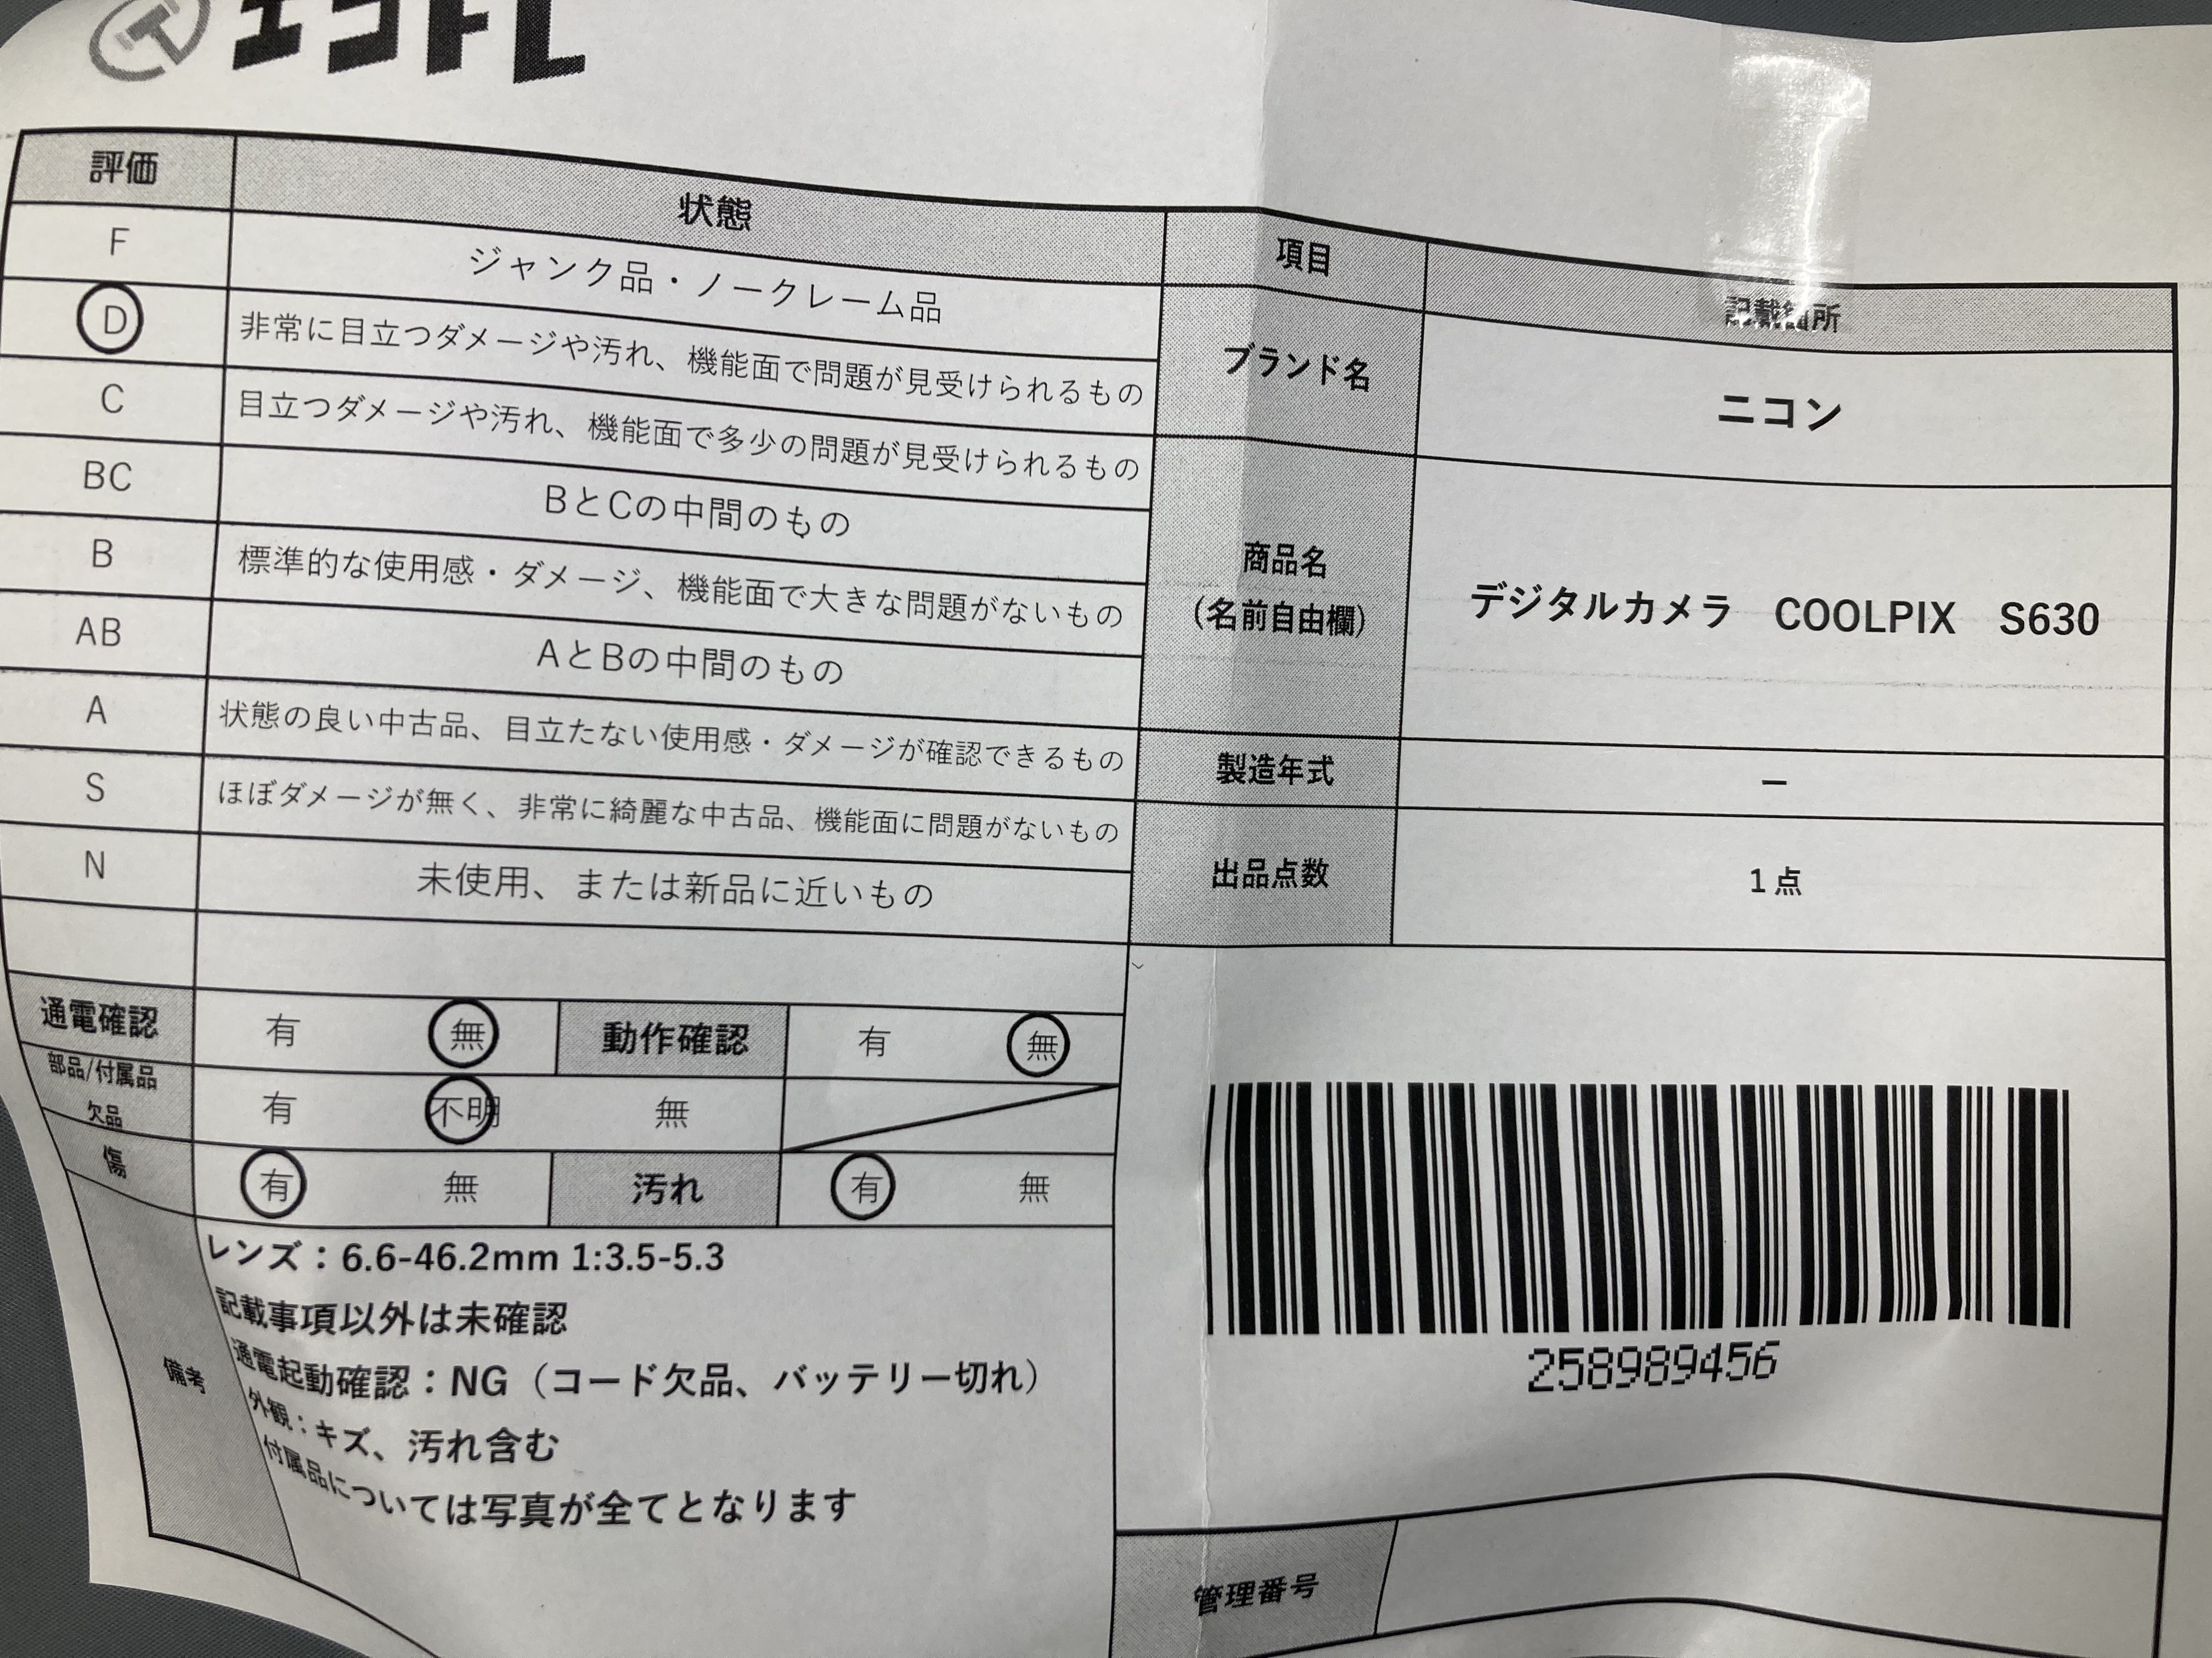 エコトレ
評価 状態
F ジャンク品・ノークレーム品
D 非常に目立つダメージや汚れ、機能面で問題が見受けられるもの
C 目立つダメージや汚れ、機能面で多少の問題が見受けられるもの
BC BとCの中間のもの
B 標準的な使用感・ダメージ、機能面で大きな問題がないもの
AB AとBの中間のもの
A 状態の良い中古品、目立たない使用感・ダメージが確認できるもの
S ほぼダメージが無く、非常に綺麗な中古品、機能面に問題がないもの
N 未使用、または新品に近いもの
通電確認 有 無 動作確認 有 無
部品/付属品
欠品 有 不明 無
傷 有 無 汚れ 有 無
備考
レンズ：6.6-46.2mm 1:3.5-5.3
記載事項以外は未確認
通電起動確認：NG（コード欠品、バッテリー切れ）
外観：キズ、汚れ含む
付属品については写真が全てとなります
項目 記載箇所
ブランド名 ニコン
商品名
（名前自由欄） デジタルカメラ　COOLPIX　S630
製造年式 ー
出品点数 1点
258989456
管理番号